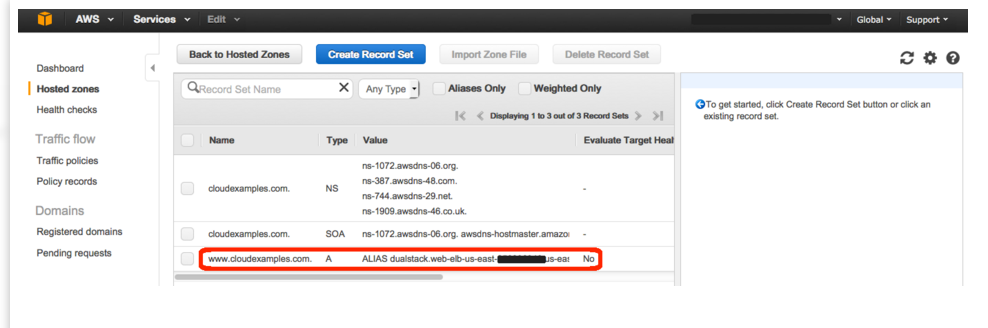 AWS Services Edit Global Support
Back to Hosted Zones Create Record Set Import Zone File Delete Record Set
Dashboard
Hosted zones
Health checks
Traffic flow
Traffic policies
Policy records
Domains
Registered domains
Pending requests
Record Set Name X Any Type Aliases Only Weighted Only
Displaying 1 to 3 out of 3 Record Sets
Name Type Value Evaluate Target Heal
cloudexamples.com. NS ns-1072.awsdns-06.org. -
ns-387.awsdns-48.com.
ns-744.awsdns-29.net.
ns-1909.awsdns-46.co.uk.
cloudexamples.com. SOA ns-1072.awsdns-06.org. awsdns-hostmaster.amazo -
www.cloudexamples.com. A ALIAS dualstack.web-elb-us-east- us-eas No
To get started, click Create Record Set button or click an
existing record set.